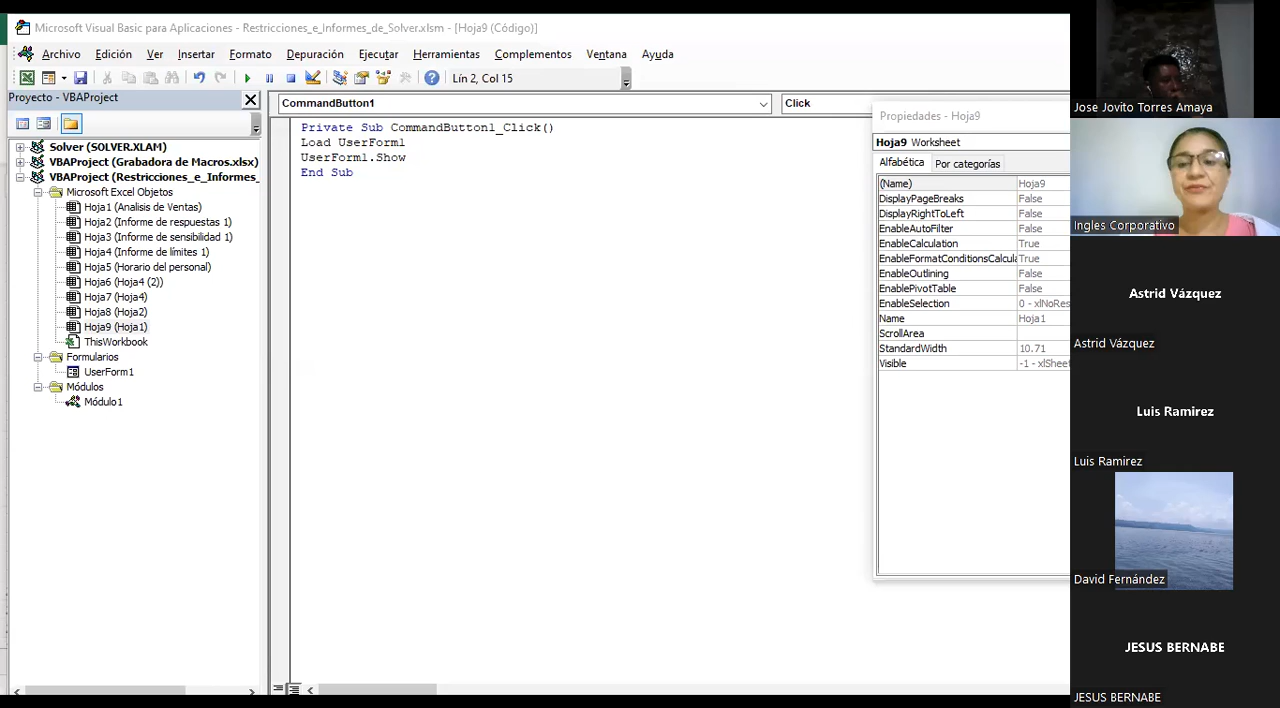 Microsoft Visual Basic para Aplicaciones - Restricciones_e_Informes_de_Solver.xlsm - [Hoja9 (Código)]
Archivo Edición Ver Insertar Formato Depuración Ejecutar Herramientas Complementos Ventana Ayuda
Lín 2, Col 15
Proyecto - VBAProject
Solver (SOLVER.XLAM)
VBAProject (Grabadora de Macros.xlsx)
VBAProject (Restricciones_e_Informes_
Microsoft Excel Objetos
Hoja1 (Analisis de Ventas)
Hoja2 (Informe de respuestas 1)
Hoja3 (Informe de sensibilidad 1)
Hoja4 (Informe de límites 1)
Hoja5 (Horario del personal)
Hoja6 (Hoja4 (2))
Hoja7 (Hoja4)
Hoja8 (Hoja2)
Hoja9 (Hoja1)
ThisWorkbook
Formularios
UserForm1
Módulos
Módulo1
CommandButton1
Click
Private Sub CommandButton1_Click()
Load UserForm1
UserForm1.Show
End Sub
Propiedades - Hoja9
Hoja9 Worksheet
Alfabética Por categorías
(Name) Hoja9
DisplayPageBreaks False
DisplayRightToLeft False
EnableAutoFilter False
EnableCalculation True
EnableFormatConditionsCalcula True
EnableOutlining False
EnablePivotTable False
EnableSelection 0 - xlNoRes
Name Hoja1
ScrollArea
StandardWidth 10.71
Visible -1 - xlSheet
Jose Jovito Torres Amaya
Ingles Corporativo
Astrid Vázquez
Astrid Vázquez
Luis Ramirez
Luis Ramirez
David Fernández
JESUS BERNABE
JESUS BERNABE